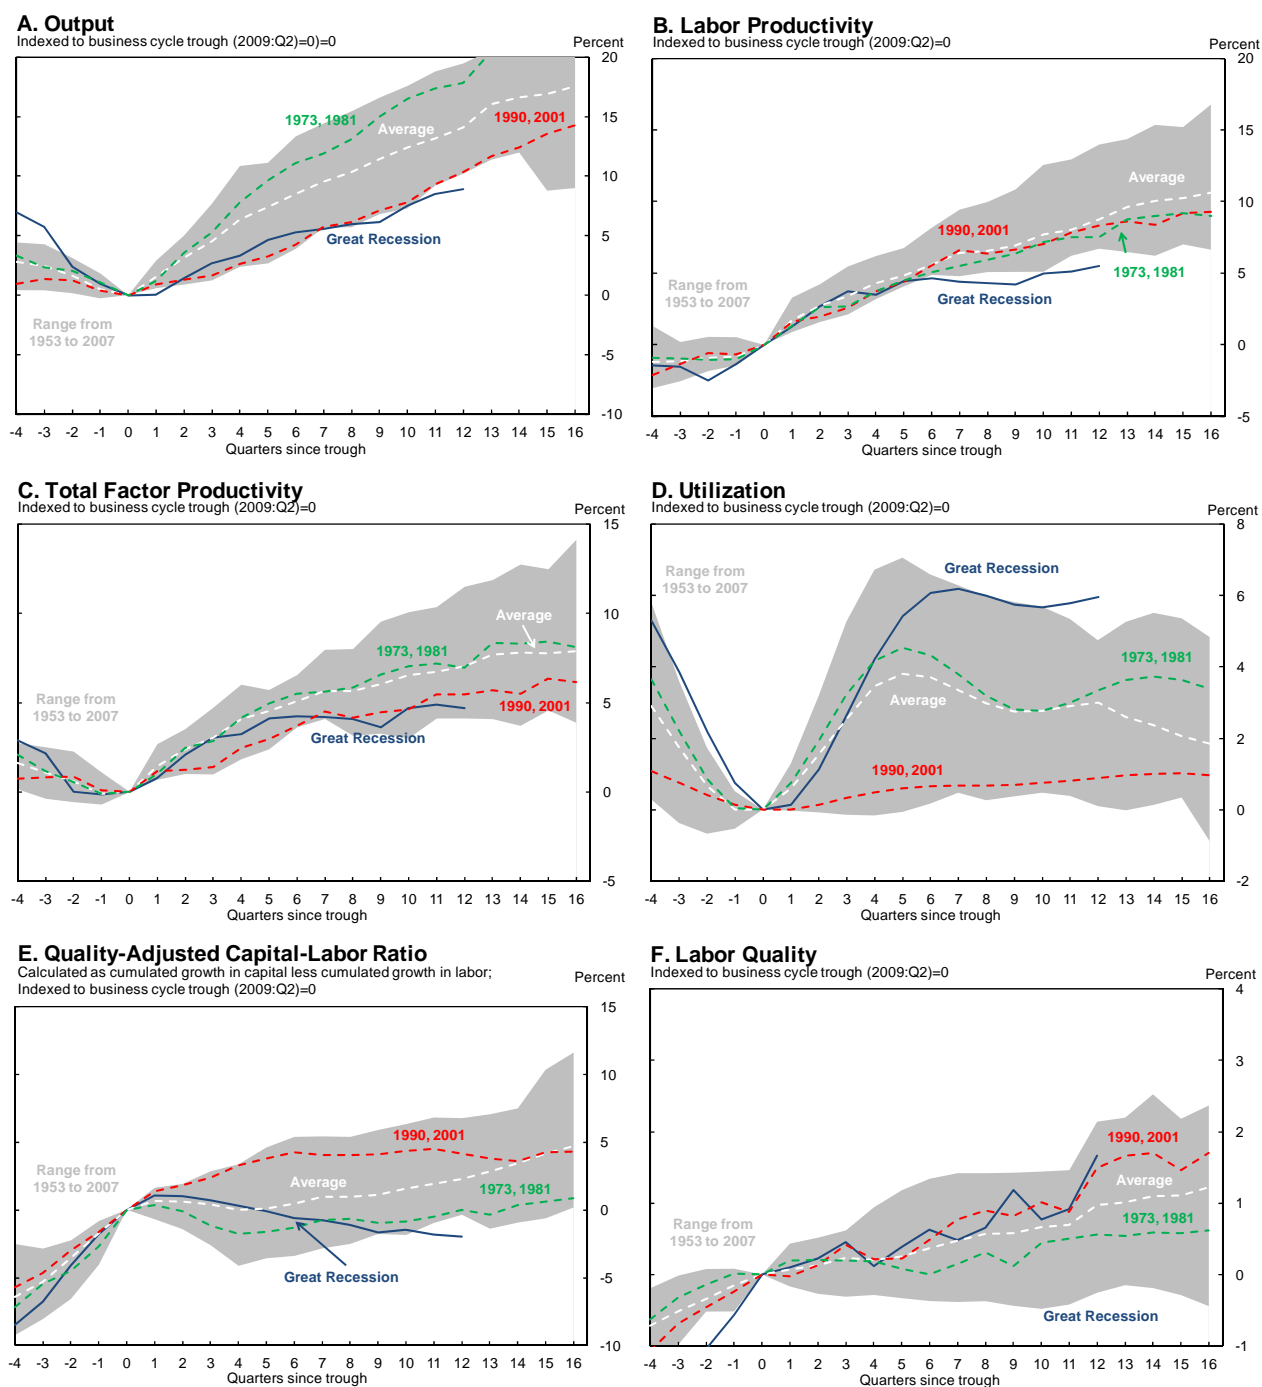 A. Output
Indexed to business cycle trough (2009:Q2)=0)=0
Percent
20
15
10
5
0
-5
-10
1973, 1981
Average
1990, 2001
Great Recession
Range from
1953 to 2007
-4 -3 -2 -1 0 1 2 3 4 5 6 7 8 9 10 11 12 13 14 15 16
Quarters since trough
B. Labor Productivity
Indexed to business cycle trough (2009:Q2)=0
Percent
20
15
10
5
0
-5
Average
1990, 2001
1973, 1981
Great Recession
Range from
1953 to 2007
-4 -3 -2 -1 0 1 2 3 4 5 6 7 8 9 10 11 12 13 14 15 16
Quarters since trough
C. Total Factor Productivity
Indexed to business cycle trough (2009:Q2)=0
Percent
15
10
5
0
-5
Average
1973, 1981
Range from
1953 to 2007
1990, 2001
Great Recession
-4 -3 -2 -1 0 1 2 3 4 5 6 7 8 9 10 11 12 13 14 15 16
Quarters since trough
D. Utilization
Indexed to business cycle trough (2009:Q2)=0
Percent
8
6
4
2
0
-2
Range from
1953 to 2007
Great Recession
1973, 1981
Average
1990, 2001
-4 -3 -2 -1 0 1 2 3 4 5 6 7 8 9 10 11 12 13 14 15 16
Quarters since trough
E. Quality-Adjusted Capital-Labor Ratio
Calculated as cumulated growth in capital less cumulated growth in labor;
Indexed to business cycle trough (2009:Q2)=0
Percent
15
10
5
0
-5
-10
1990, 2001
Range from
1953 to 2007
Average
1973, 1981
Great Recession
-4 -3 -2 -1 0 1 2 3 4 5 6 7 8 9 10 11 12 13 14 15 16
Quarters since trough
F. Labor Quality
Indexed to business cycle trough (2009:Q2)=0
Percent
4
3
2
1
0
-1
1990, 2001
Average
1973, 1981
Range from
1953 to 2007
Great Recession
-4 -3 -2 -1 0 1 2 3 4 5 6 7 8 9 10 11 12 13 14 15 16
Quarters since trough